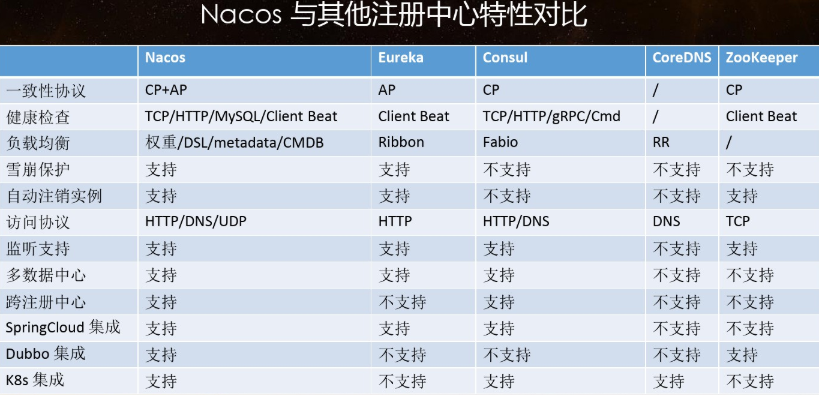 Nacos 与其他注册中心特性对比
Nacos Eureka Consul CoreDNS ZooKeeper
一致性协议 CP+AP AP CP / CP
健康检查 TCP/HTTP/MySQL/Client Beat Client Beat TCP/HTTP/gRPC/Cmd / Client Beat
负载均衡 权重/DSL/metadata/CMDB Ribbon Fabio RR /
雪崩保护 支持 支持 不支持 不支持 不支持
自动注销实例 支持 支持 不支持 不支持 支持
访问协议 HTTP/DNS/UDP HTTP HTTP/DNS DNS TCP
监听支持 支持 支持 支持 不支持 支持
多数据中心 支持 支持 支持 不支持 不支持
跨注册中心 支持 不支持 支持 不支持 不支持
SpringCloud 集成 支持 支持 支持 不支持 不支持
Dubbo 集成 支持 不支持 不支持 不支持 支持
K8s 集成 支持 不支持 支持 支持 不支持